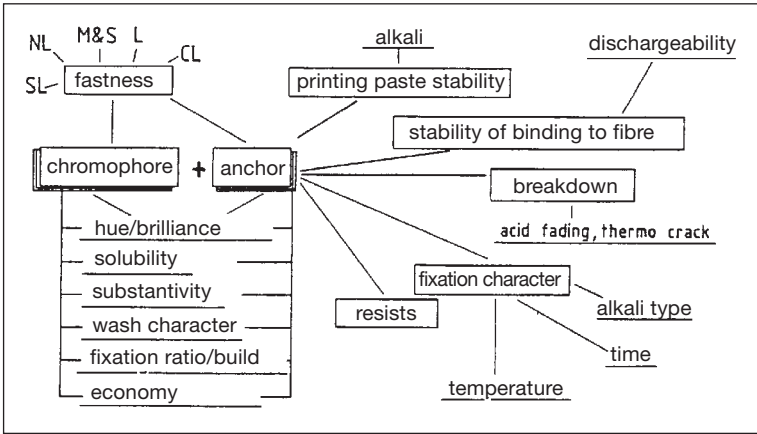 M&S
L
NL
CL
SL
fastness
alkali
printing paste stability
dischargeability
stability of binding to fibre
chromophore + anchor
breakdown
acid fading, thermo crack
hue/brilliance
solubility
substantivity
wash character
fixation ratio/build
economy
resists
fixation character
alkali type
time
temperature